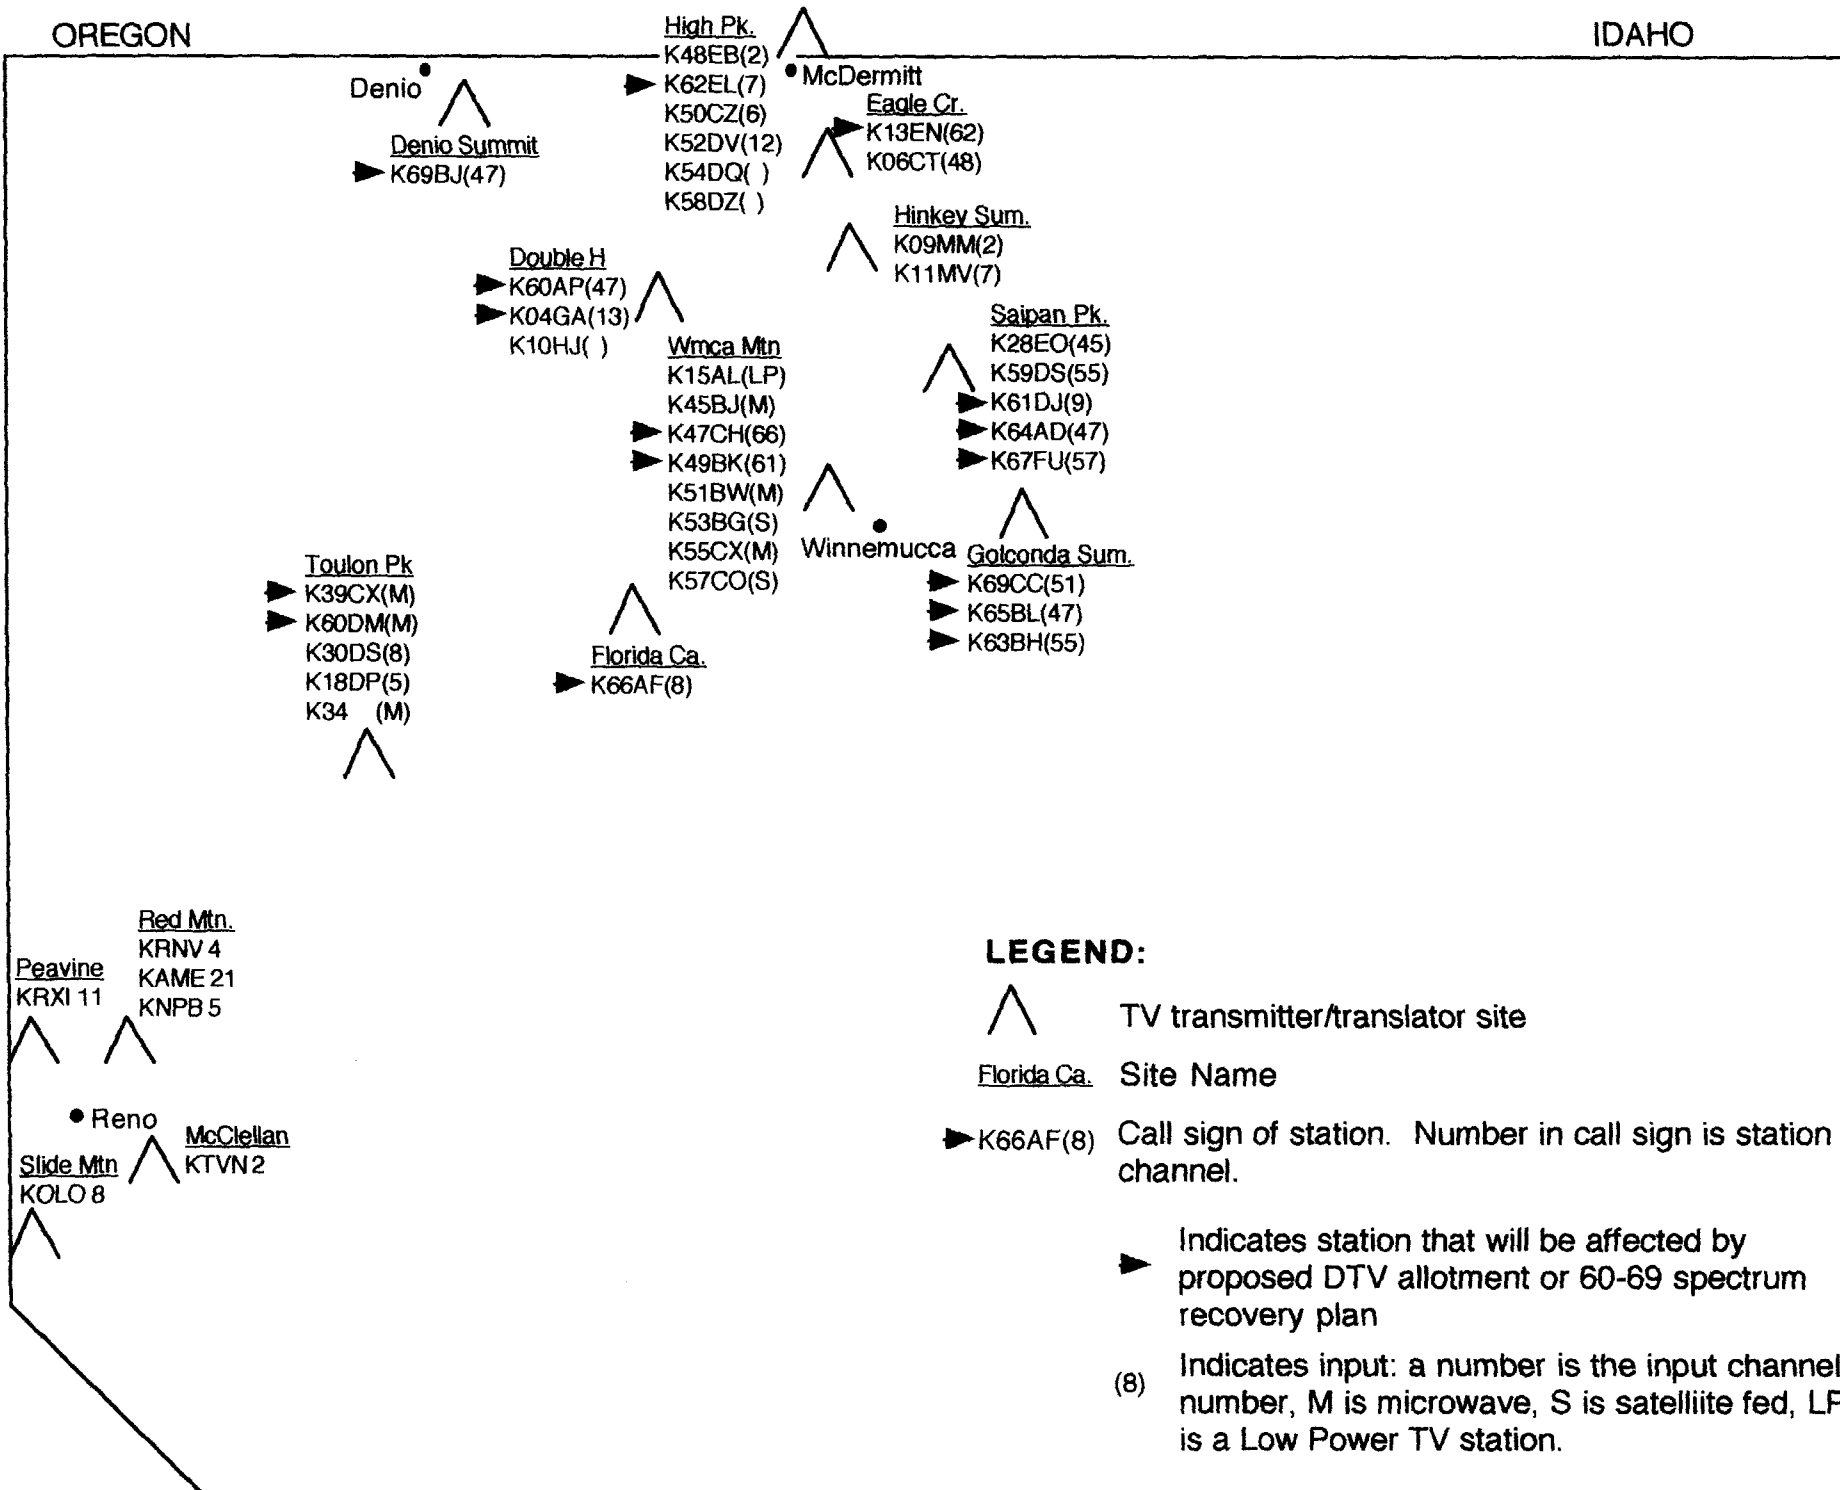 OREGON
IDAHO
High Pk.
K48EB(2)
K62EL(7)
K50CZ(6)
K52DV(12)
K54DQ( )
K58DZ( )
McDermitt
Denio
Denio Summit
K69BJ(47)
Eagle Cr.
K13EN(62)
K06CT(48)
Hinkey Sum.
K09MM(2)
K11MV(7)
Double H
K60AP(47)
K04GA(13)
K10HJ( )
Saipan Pk.
K28EO(45)
K59DS(55)
K61DJ(9)
K64AD(47)
K67FU(57)
Wmca Mtn
K15AL(LP)
K45BJ(M)
K47CH(66)
K49BK(61)
K51BW(M)
K53BG(S)
K55CX(M)
K57CO(S)
Winnemucca
Golconda Sum.
K69CC(51)
K65BL(47)
K63BH(55)
Toulon Pk
K39CX(M)
K60DM(M)
K30DS(8)
K18DP(5)
K34 (M)
Florida Ca.
K66AF(8)
Red Mtn.
KRNV 4
KAME 21
KNPB 5
Peavine
KRXI 11
Reno
McClellan
KTVN 2
Slide Mtn
KOLO 8
LEGEND:
TV transmitter/translator site
Florida Ca. Site Name
K66AF(8) Call sign of station. Number in call sign is station
channel.
Indicates station that will be affected by
proposed DTV allotment or 60-69 spectrum
recovery plan
(8) Indicates input: a number is the input channel
number, M is microwave, S is satelliite fed, LP
is a Low Power TV station.